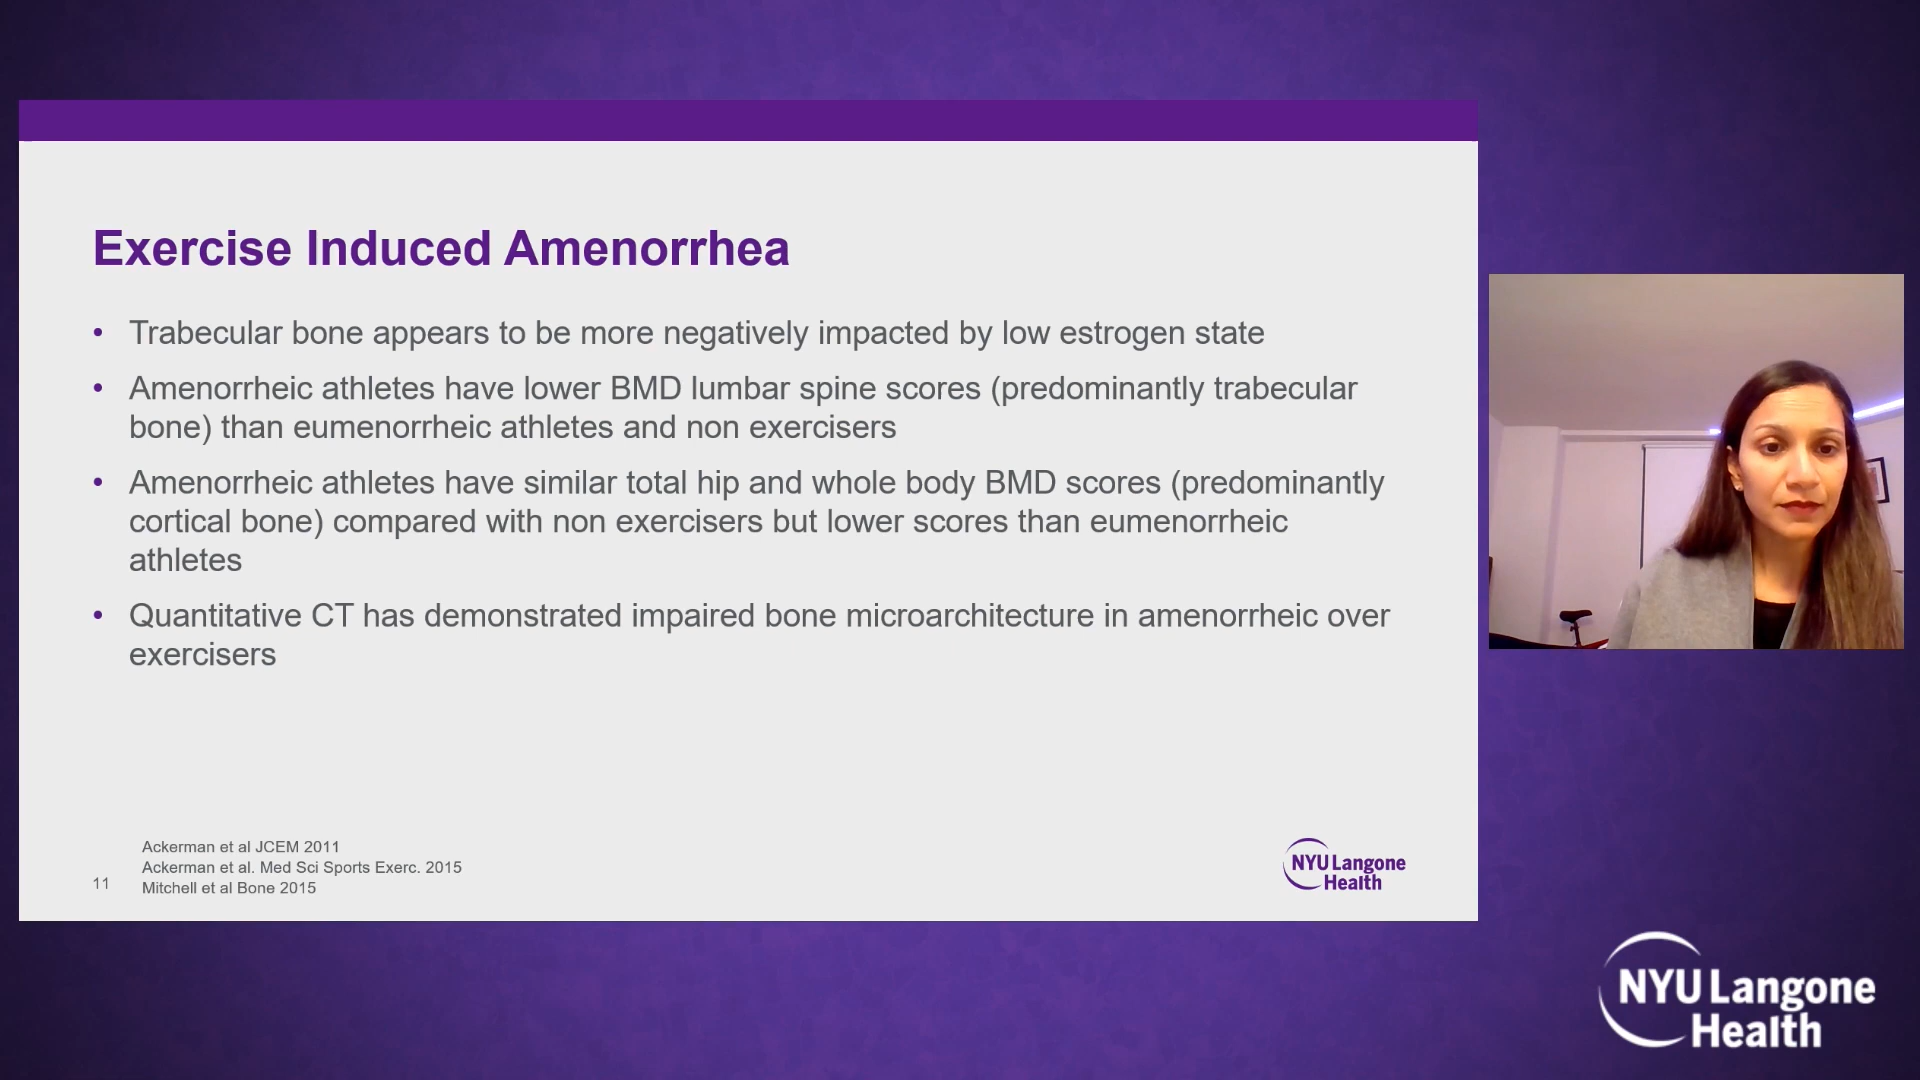 Exercise Induced Amenorrhea
• Trabecular bone appears to be more negatively impacted by low estrogen state
• Amenorrheic athletes have lower BMD lumbar spine scores (predominantly trabecular
bone) than eumenorrheic athletes and non exercisers
• Amenorrheic athletes have similar total hip and whole body BMD scores (predominantly
cortical bone) compared with non exercisers but lower scores than eumenorrheic
athletes
• Quantitative CT has demonstrated impaired bone microarchitecture in amenorrheic over
exercisers
Ackerman et al JCEM 2011
Ackerman et al. Med Sci Sports Exerc. 2015
Mitchell et al Bone 2015
11
NYU Langone
Health
NYU Langone
Health